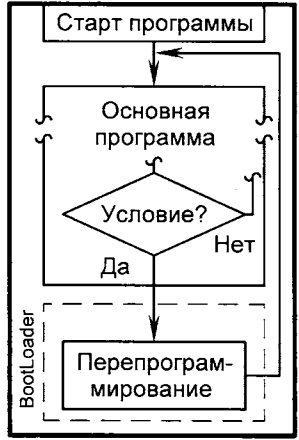 Старт программы
Основная
программа
Условие?
Нет
Да
BootLoader
Перепрограм-
мирование